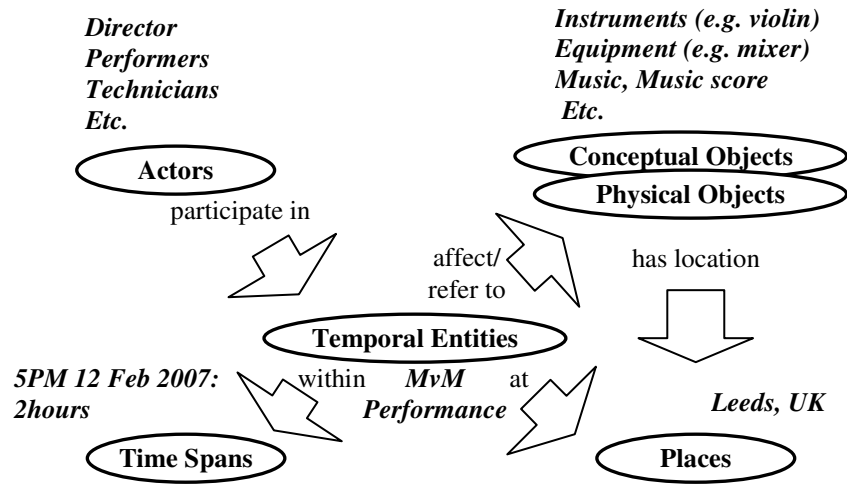 Director
Performers
Technicians
Etc.
Actors
participate in
Instruments (e.g. violin)
Equipment (e.g. mixer)
Music, Music score
Etc.
Conceptual Objects
Physical Objects
affect/
refer to
has location
Temporal Entities
within MvM at
Performance
5PM 12 Feb 2007:
2hours
Time Spans
Leeds, UK
Places